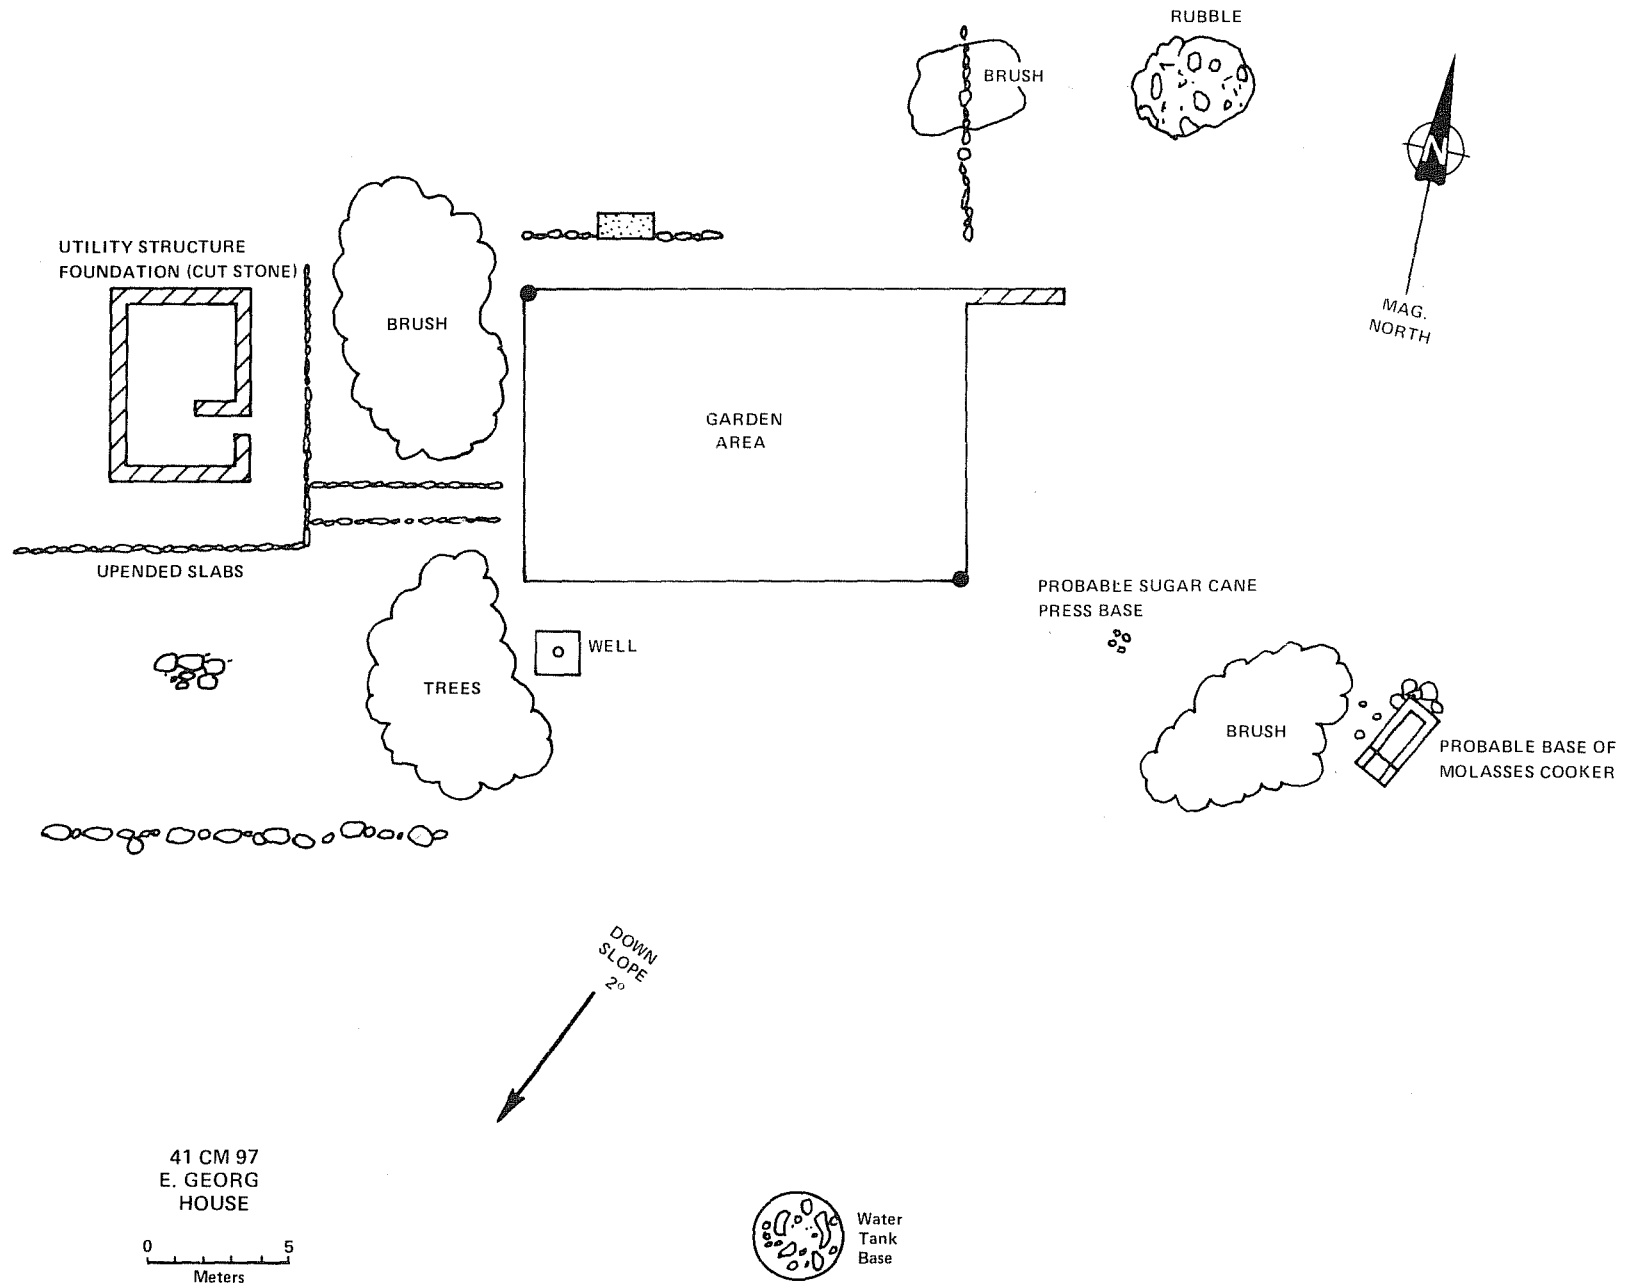 RUBBLE
BRUSH
N
MAG.
NORTH
UTILITY STRUCTURE
FOUNDATION (CUT STONE)
BRUSH
GARDEN
AREA
UPENDED SLABS
PROBABLE SUGAR CANE
PRESS BASE
WELL
TREES
BRUSH
PROBABLE BASE OF
MOLASSES COOKER
DOWN
SLOPE
2°
41 CM 97
E. GEORG
HOUSE
0 5
Meters
Water
Tank
Base